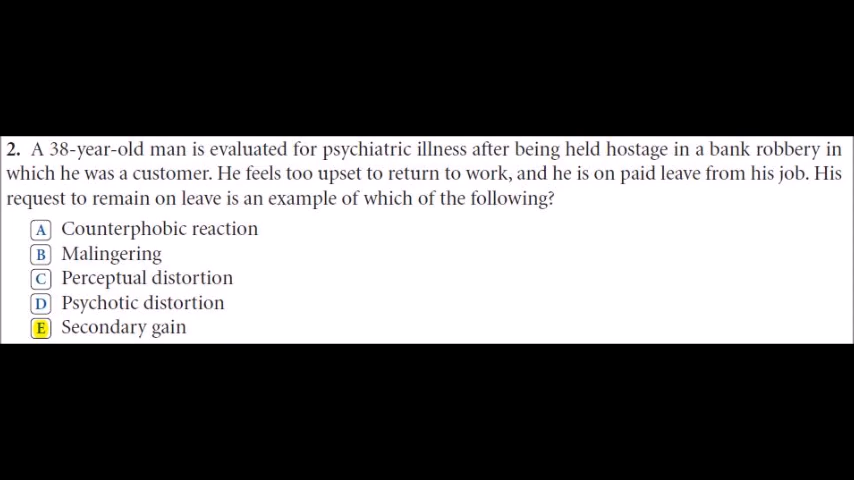 2. A 38-year-old man is evaluated for psychiatric illness after being held hostage in a bank robbery in
which he was a customer. He feels too upset to return to work, and he is on paid leave from his job. His
request to remain on leave is an example of which of the following?
A Counterphobic reaction
B Malingering
C Perceptual distortion
D Psychotic distortion
E Secondary gain